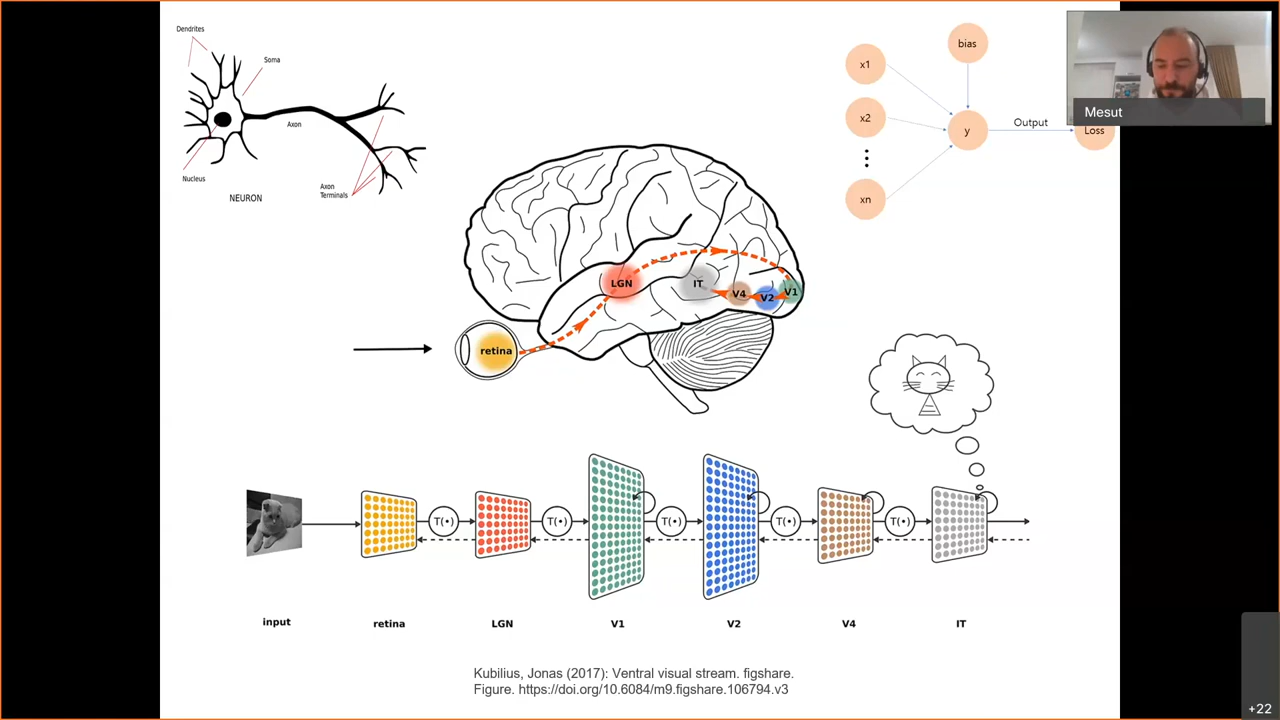 Dendrites
Soma
Axon
Nucleus
Axon
Terminals
NEURON
x1
x2
xn
bias
y
Output
Loss
Mesut
LGN
IT
V4
V2
V1
retina
T(•)
T(•)
T(•)
T(•)
T(•)
input
retina
LGN
V1
V2
V4
IT
Kubilius, Jonas (2017): Ventral visual stream. figshare.
Figure. https://doi.org/10.6084/m9.figshare.106794.v3
+22